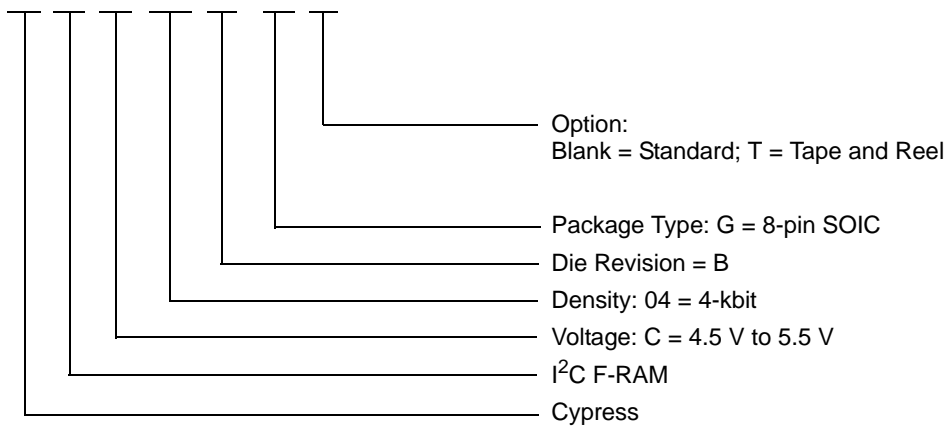 Option:
Blank = Standard; T = Tape and Reel
Package Type: G = 8-pin SOIC
Die Revision = B
Density: 04 = 4-kbit
Voltage: C = 4.5 V to 5.5 V
I²C F-RAM
Cypress